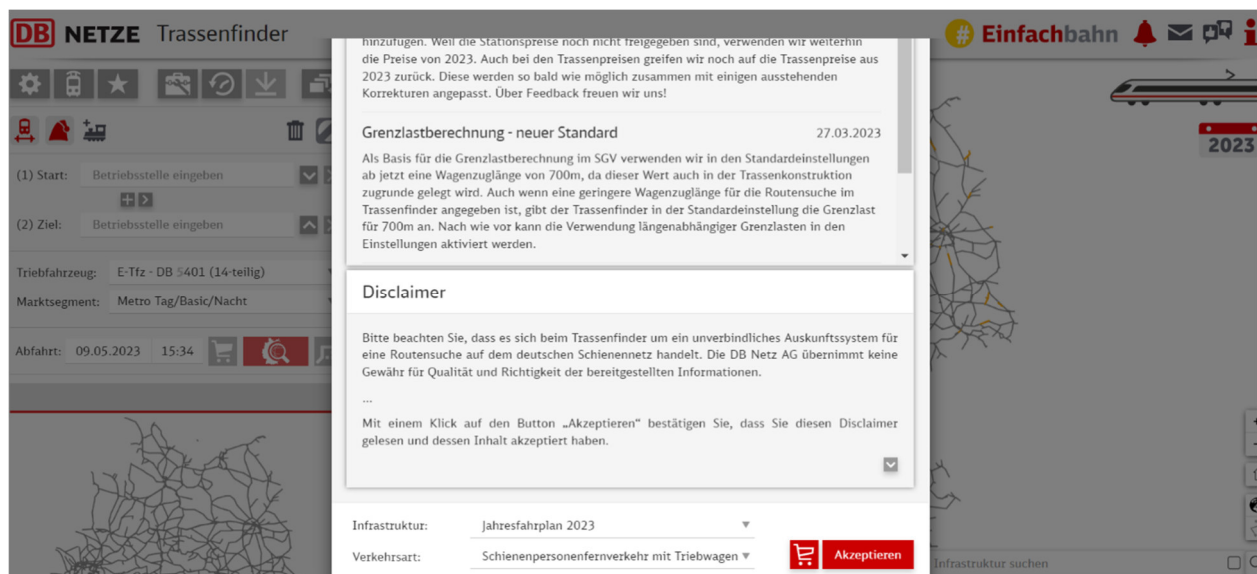 DB NETZE Trassenfinder
# Einfachbahn
2023
(1) Start: Betriebsstelle eingeben
(2) Ziel: Betriebsstelle eingeben
Triebfahrzeug: E-Tfz - DB 5401 (14-teilig)
Marktsegment: Metro Tag/Basic/Nacht
Abfahrt: 09.05.2023 15:34
hinzufügen. Weil die Stationspreise noch nicht freigegeben sind, verwenden wir weiterhin
die Preise von 2023. Auch bei den Trassenpreisen greifen wir noch auf die Trassenpreise aus
2023 zurück. Diese werden so bald wie möglich zusammen mit einigen ausstehenden
Korrekturen angepasst. Über Feedback freuen wir uns!
Grenzlastberechnung - neuer Standard 27.03.2023
Als Basis für die Grenzlastberechnung im SGV verwenden wir in den Standardeinstellungen
ab jetzt eine Wagenzuglänge von 700m, da dieser Wert auch in der Trassenkonstruktion
zugrunde gelegt wird. Auch wenn eine geringere Wagenzuglänge für die Routensuche im
Trassenfinder angegeben ist, gibt der Trassenfinder in der Standardeinstellung die Grenzlast
für 700m an. Nach wie vor kann die Verwendung längenabhängiger Grenzlasten in den
Einstellungen aktiviert werden.
Disclaimer
Bitte beachten Sie, dass es sich beim Trassenfinder um ein unverbindliches Auskunftssystem für
eine Routensuche auf dem deutschen Schienennetz handelt. Die DB Netz AG übernimmt keine
Gewähr für Qualität und Richtigkeit der bereitgestellten Informationen.
...
Mit einem Klick auf den Button „Akzeptieren“ bestätigen Sie, dass Sie diesen Disclaimer
gelesen und dessen Inhalt akzeptiert haben.
Infrastruktur: Jahresfahrplan 2023
Verkehrsart: Schienenpersonenfernverkehr mit Triebwagen
Akzeptieren
Infrastruktur suchen